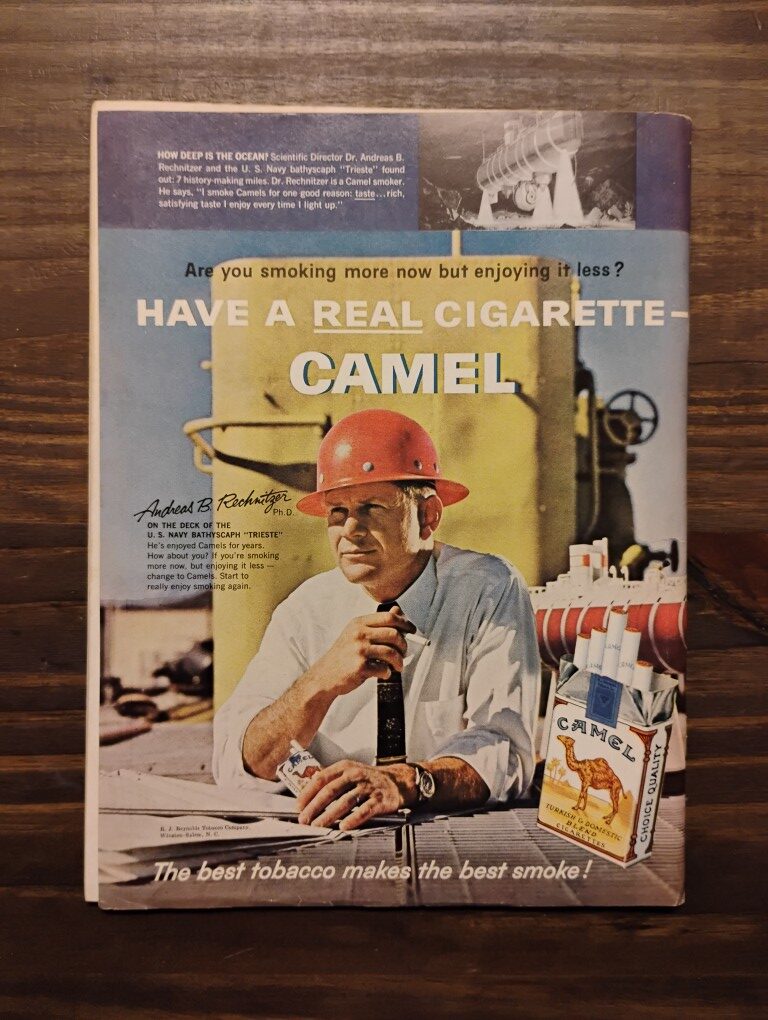 HOW DEEP IS THE OCEAN? Scientific Director Dr. Andreas B.
Rechnitzer and the U. S. Navy bathyscaph "Trieste" found
out: 7 history-making miles. Dr. Rechnitzer is a Camel smoker.
He says, "I smoke Camels for one good reason: taste...rich,
satisfying taste I enjoy every time I light up."
Are you smoking more now but enjoying it less?
HAVE A REAL CIGARETTE—
CAMEL
Andreas B. Rechnitzer
Ph.D.
ON THE DECK OF THE
U. S. NAVY BATHYSCAPH "TRIESTE"
He's enjoyed Camels for years.
How about you? If you're smoking
more now, but enjoying it less —
change to Camels. Start to
really enjoy smoking again.
CAMEL
TURKISH & DOMESTIC
BLEND
CIGARETTES
CHOICE QUALITY
R. J. Reynolds Tobacco Company,
Winston-Salem, N. C.
The best tobacco makes the best smoke!